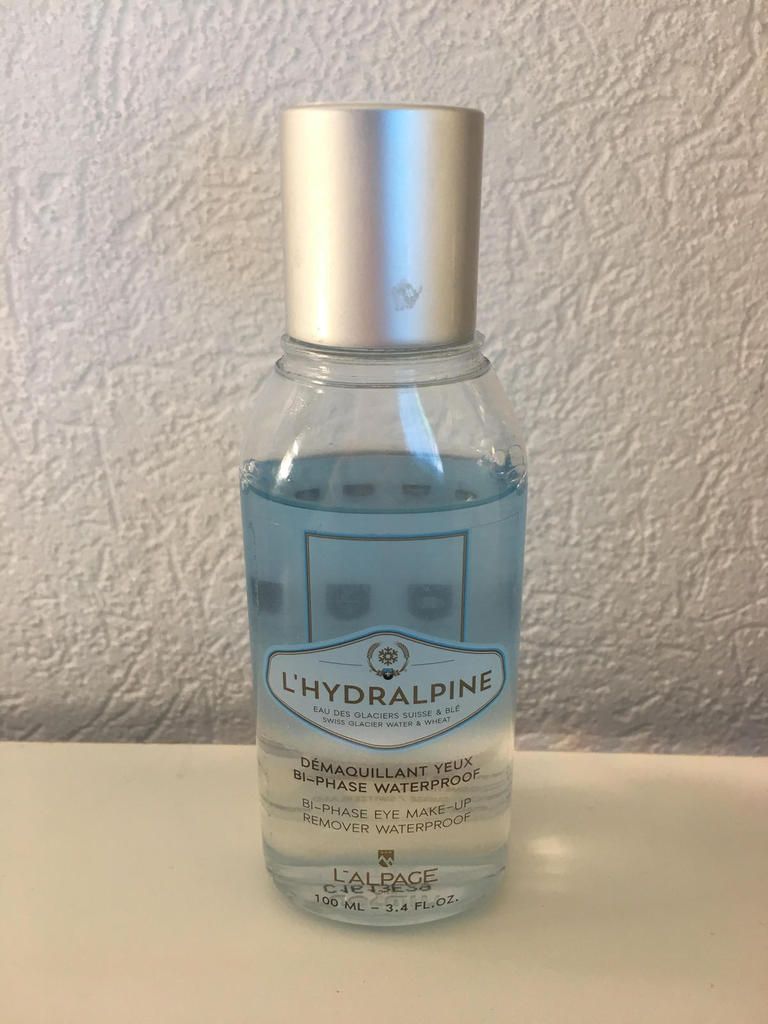 L'HYDRALPINE
EAU DES GLACIERS SUISSE & BLÉ
SWISS GLACIER WATER & WHEAT
DÉMAQUILLANT YEUX
BI-PHASE WATERPROOF
BI-PHASE EYE MAKE-UP
REMOVER WATERPROOF
L'ALPAGE
100 ML - 3.4 FL.OZ.